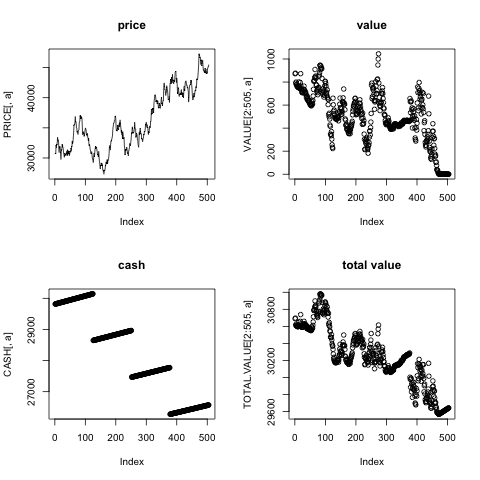 price
PRICE[, a]
30000 40000
0 100 200 300 400 500
Index
value
VALUE[2:505, a]
0 200 600 1000
0 100 200 300 400 500
Index
cash
CASH[, a]
27000 29000
0 100 200 300 400 500
Index
total value
TOTAL.VALUE[2:505, a]
29600 30200 30800
0 100 200 300 400 500
Index